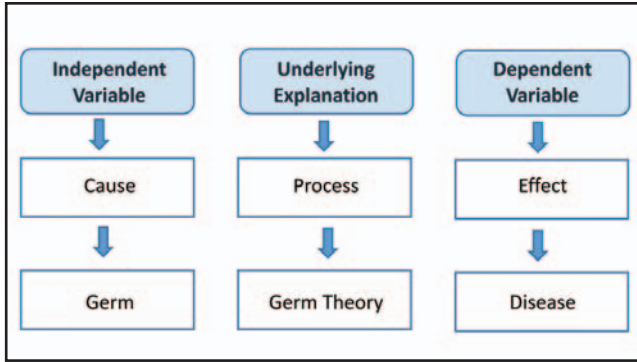 Independent
Variable
Underlying
Explanation
Dependent
Variable
Cause
Process
Effect
Germ
Germ Theory
Disease